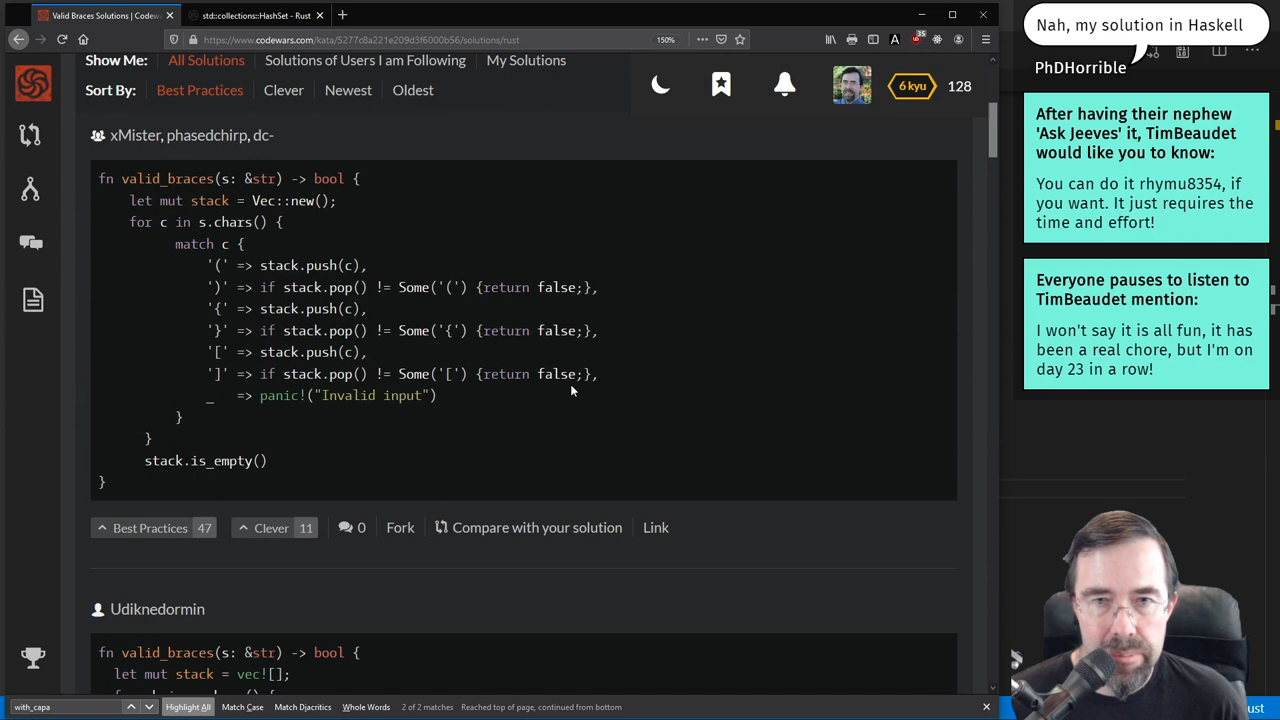 Valid Braces Solutions | Codew
std::collections::HashSet - Rust
https://www.codewars.com/kata/5277c8a221e209d3f6000b56/solutions/rust
150%
35
Show Me:
All Solutions
Solutions of Users I am Following
My Solutions
Sort By:
Best Practices
Clever
Newest
Oldest
6 kyu
128
xMister, phasedchirp, dc-
fn valid_braces(s: &str) -> bool {
let mut stack = Vec::new();
for c in s.chars() {
match c {
'(' => stack.push(c),
')' => if stack.pop() != Some('(') {return false;},
'{' => stack.push(c),
'}' => if stack.pop() != Some('{') {return false;},
'[' => stack.push(c),
']' => if stack.pop() != Some('[') {return false;},
_ => panic!("Invalid input")
}
}
stack.is_empty()
}
Best Practices 47
Clever 11
0
Fork
Compare with your solution
Link
Udiknedormin
fn valid_braces(s: &str) -> bool {
let mut stack = vec![];
with_capa
Highlight All
Match Case
Match Diacritics
Whole Words
2 of 2 matches
Reached top of page, continued from bottom
Nah, my solution in Haskell
PhDHorrible
After having their nephew
'Ask Jeeves' it, TimBeaudet
would like you to know:
You can do it rhymu8354, if
you want. It just requires the
time and effort!
Everyone pauses to listen to
TimBeaudet mention:
I won't say it is all fun, it has
been a real chore, but I'm on
day 23 in a row!